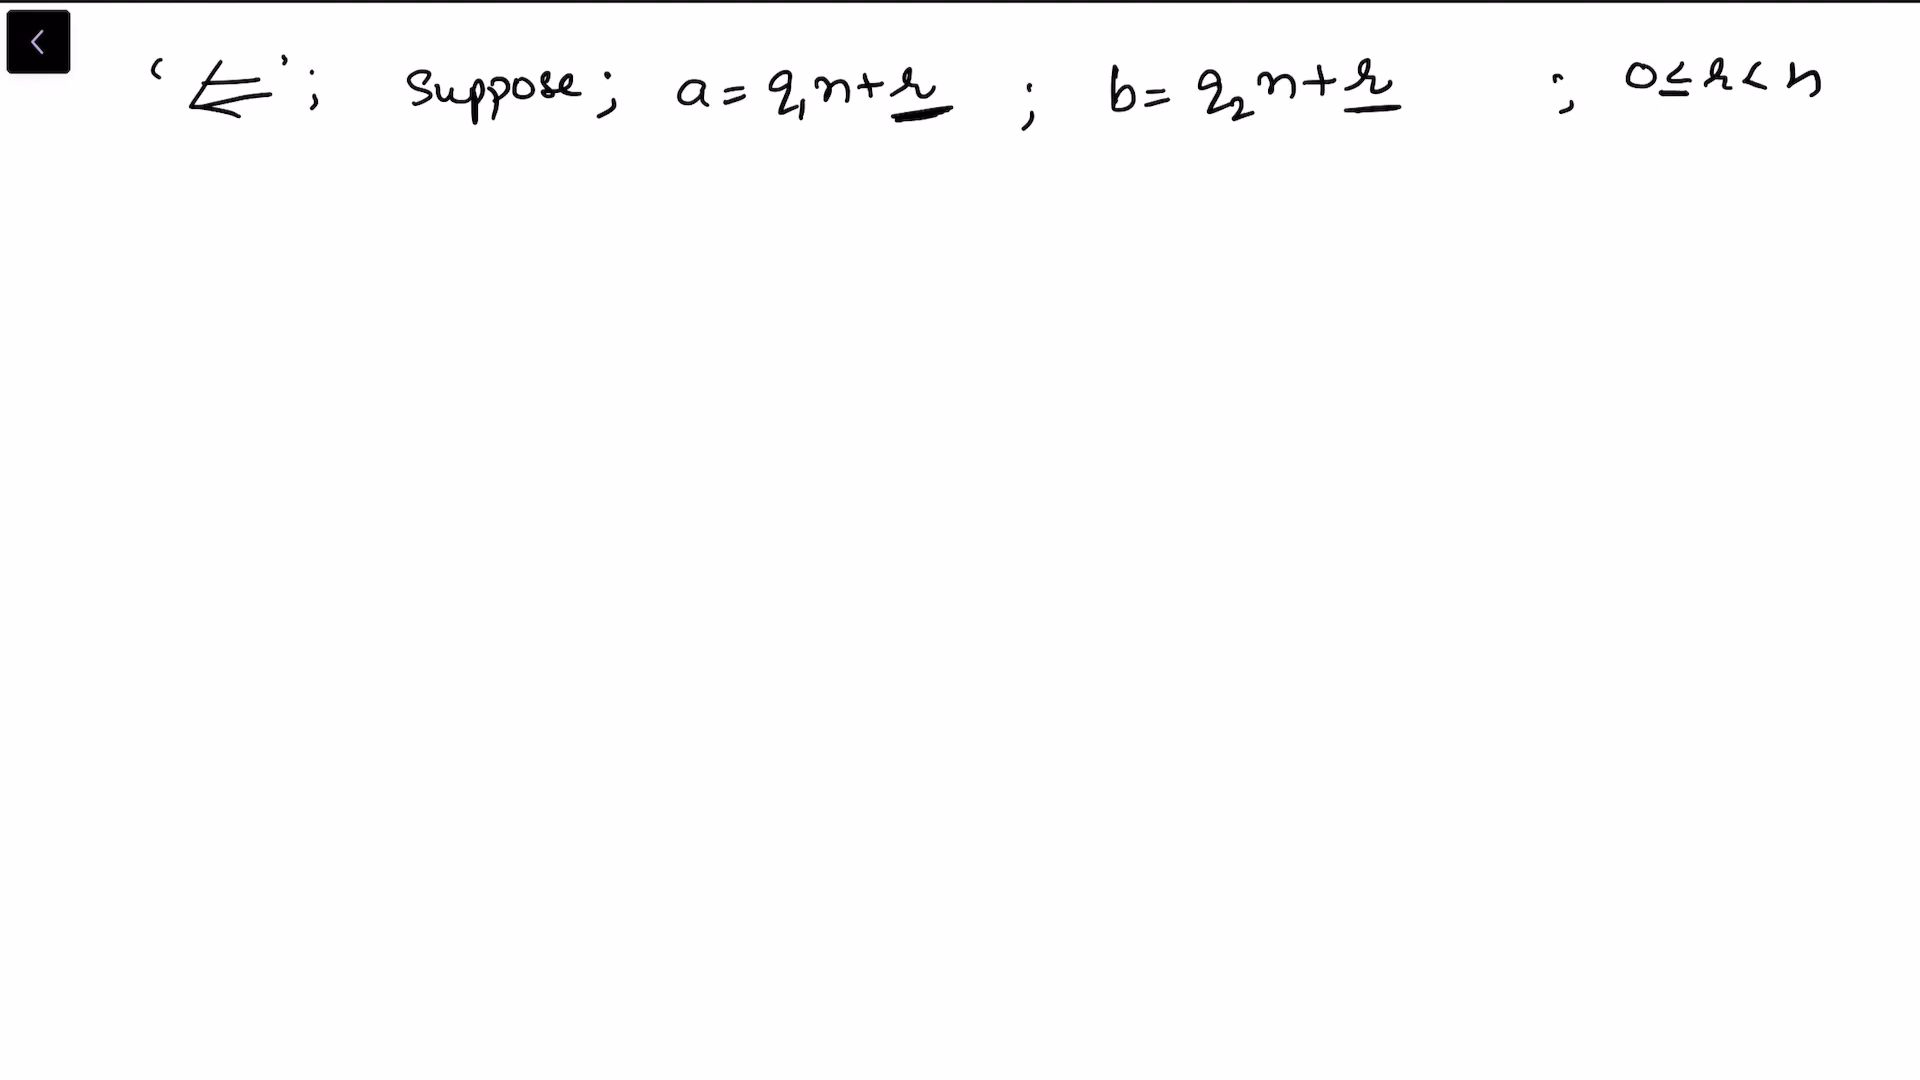 ‘⇐’; Suppose; a = q₁n + r ; b = q₂n + r ; 0 ≤ r < n